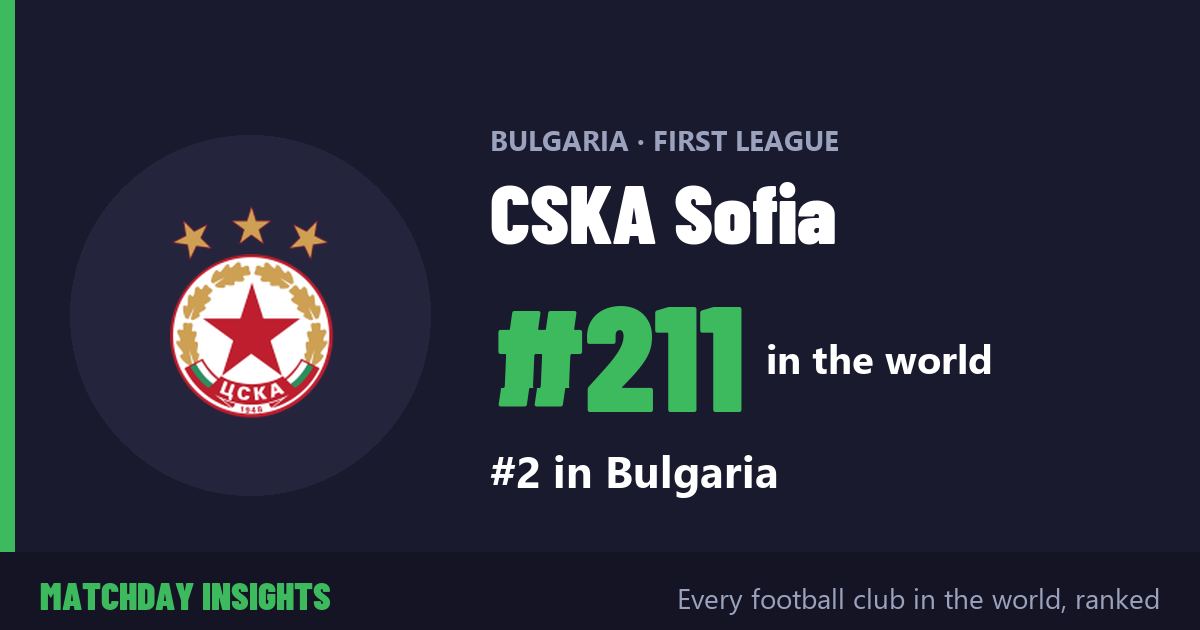 BULGARIA · FIRST LEAGUE
CSKA Sofia
ЦСКА
1948
#211 in the world
#2 in Bulgaria
MATCHDAY INSIGHTS
Every football club in the world, ranked